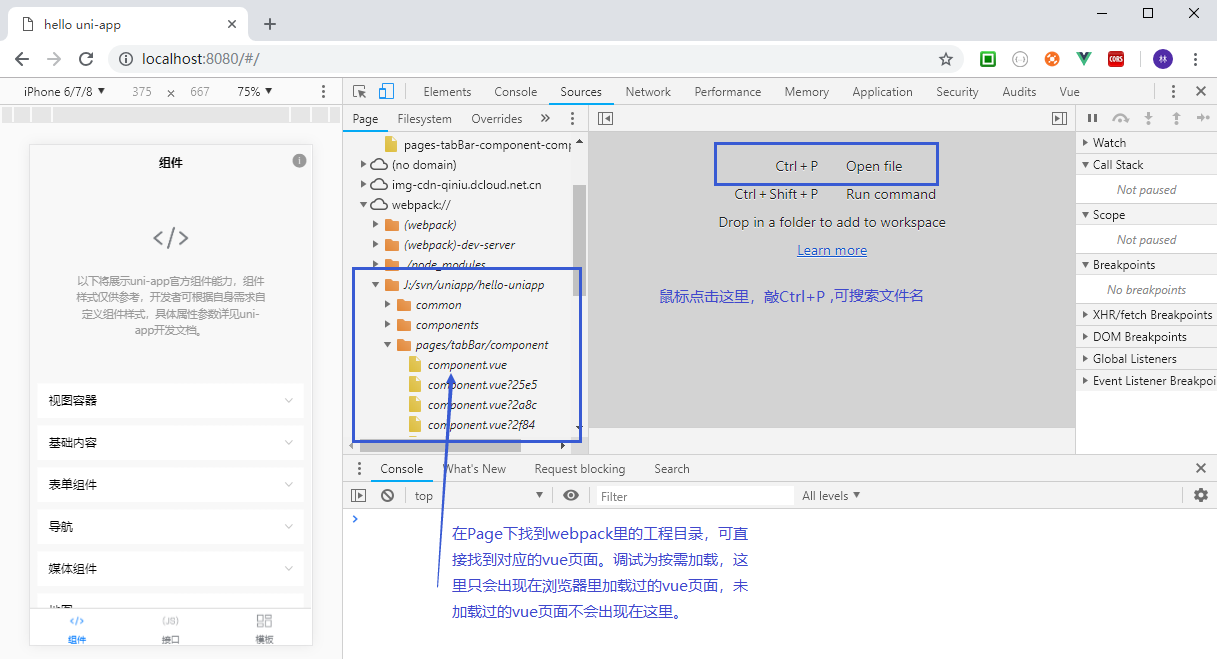 hello uni-app
localhost:8080/#/
CORS
林
iPhone 6/7/8 375 x 667 75%
Elements Console Sources Network Performance Memory Application Security Audits Vue
Page Filesystem Overrides »
pages-tabBar-component-comp
(no domain)
img-cdn-qiniu.dcloud.net.cn
webpack://
(webpack)
(webpack)-dev-server
./node_modules
J:/svn/uniapp/hello-uniapp
common
components
pages/tabBar/component
component.vue
component.vue?25e5
component.vue?2a8c
component.vue?2f84
Ctrl + P Open file
Ctrl + Shift + P Run command
Drop in a folder to add to workspace
Learn more
鼠标点击这里，敲Ctrl+P ,可搜索文件名
Watch
Call Stack
Not paused
Scope
Not paused
Breakpoints
No breakpoints
XHR/fetch Breakpoints
DOM Breakpoints
Global Listeners
Event Listener Breakpoi
组件
</>
以下将展示uni-app官方组件能力，组件
样式仅供参考，开发者可根据自身需求自
定义组件样式，具体属性参数详见uni-
app开发文档。
视图容器
基础内容
表单组件
导航
媒体组件
地图
</> (JS)
组件 接口 模板
Console What's New Request blocking Search
top Filter All levels
在Page下找到webpack里的工程目录，可直
接找到对应的vue页面。调试为按需加载，这
里只会出现在浏览器里加载过的vue页面，未
加载过的vue页面不会出现在这里。